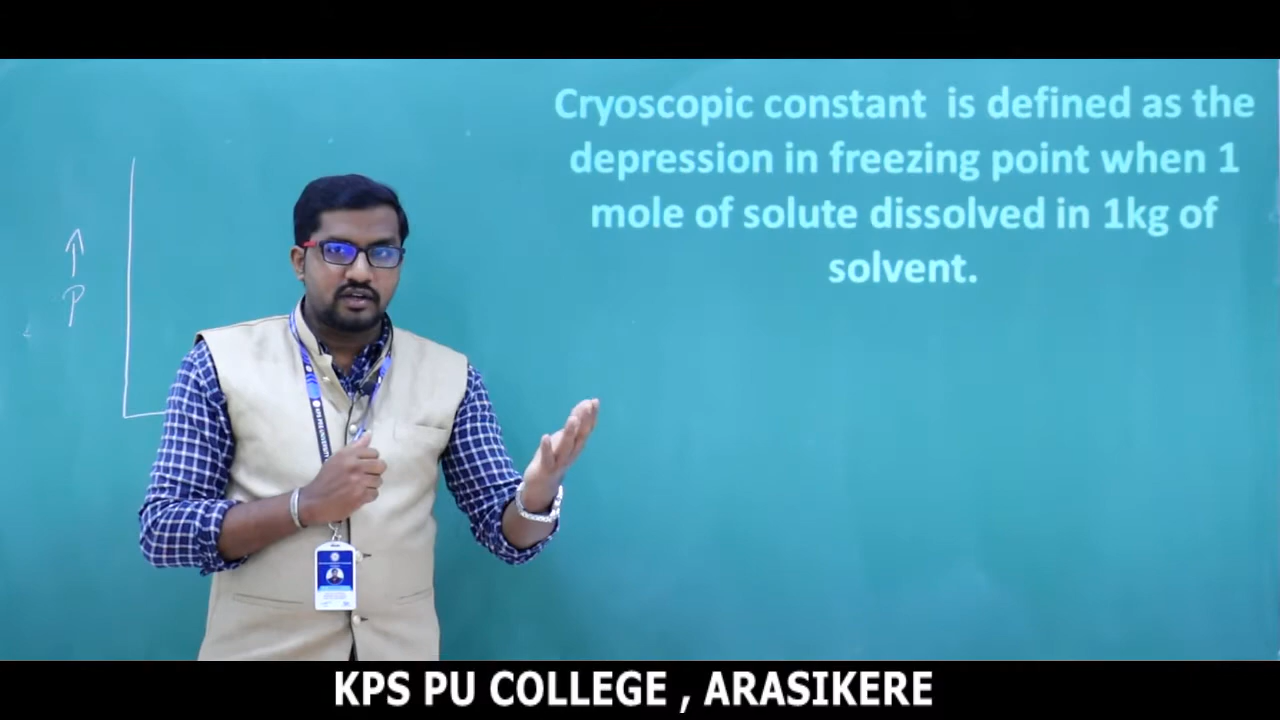 Cryoscopic constant is defined as the
depression in freezing point when 1
mole of solute dissolved in 1kg of
solvent.
P
KPS PU COLLEGE , ARASIKERE